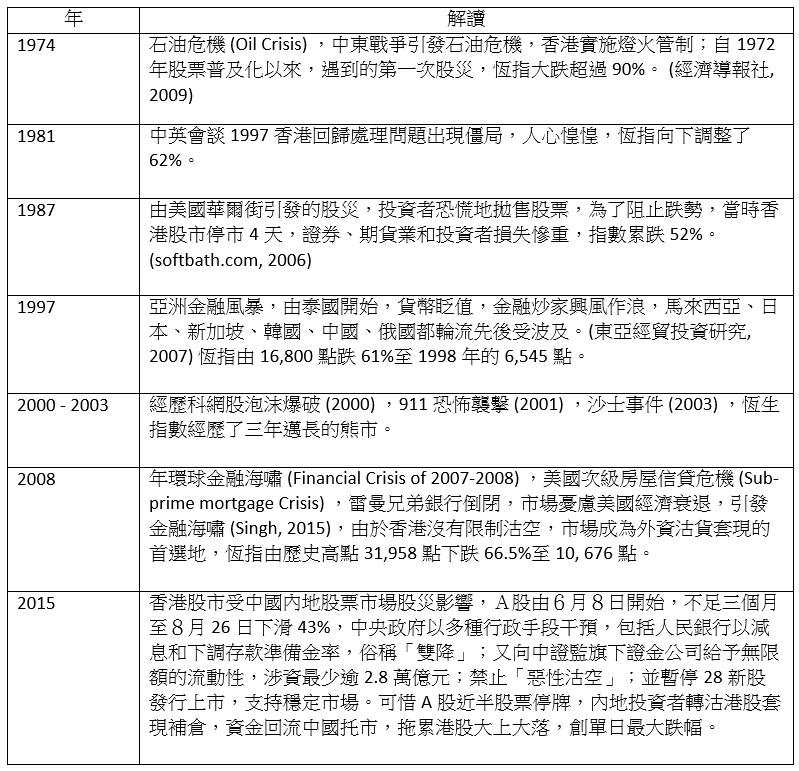 年 解讀
1974 石油危機 (Oil Crisis) ，中東戰爭引發石油危機，香港實施燈火管制；自 1972
年股票普及化以來，遇到的第一次股災，恆指大跌超過 90%。 (經濟導報社,
2009)
1981 中英會談 1997 香港回歸處理問題出現僵局，人心惶惶，恆指向下調整了
62%。
1987 由美國華爾街引發的股災，投資者恐慌地拋售股票，為了阻止跌勢，當時香
港股市停市 4 天，證券、期貨業和投資者損失慘重，指數累跌 52%。
(softbath.com, 2006)
1997 亞洲金融風暴，由泰國開始，貨幣眨值，金融炒家興風作浪，馬來西亞、日
本、新加坡、韓國、中國、俄國都輪流先後受波及。(東亞經貿投資研究,
2007) 恆指由 16,800 點跌 61%至 1998 年的 6,545 點。
2000 - 2003 經歷科網股泡沫爆破 (2000) ，911 恐怖襲擊 (2001) ，沙士事件 (2003) ，恆生
指數經歷了三年邁長的熊市。
2008 年環球金融海嘯 (Financial Crisis of 2007-2008) ，美國次級房屋信貸危機 (Sub-
prime mortgage Crisis) ，雷曼兄弟銀行倒閉，市場憂慮美國經濟衰退，引發
金融海嘯 (Singh, 2015)，由於香港沒有限制沽空，市場成為外資沽貨套現的
首選地，恆指由歷史高點 31,958 點下跌 66.5%至 10, 676 點。
2015 香港股市受中國內地股票市場股災影響，Ａ股由６月８日開始，不足三個月
至８月 26 日下滑 43%，中央政府以多種行政手段干預，包括人民銀行以減
息和下調存款準備金率，俗稱「雙降」；又向中證監旗下證金公司給予無限
額的流動性，涉資最少逾 2.8 萬億元；禁止「惡性沽空」；並暫停 28 新股
發行上市，支持穩定市場。可惜 A 股近半股票停牌，內地投資者轉沽港股套
現補倉，資金回流中國托市，拖累港股大上大落，創單日最大跌幅。